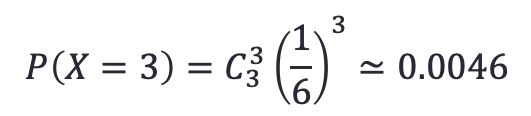 P(X = 3) = C₃³ (1/6)³ ≃ 0.0046